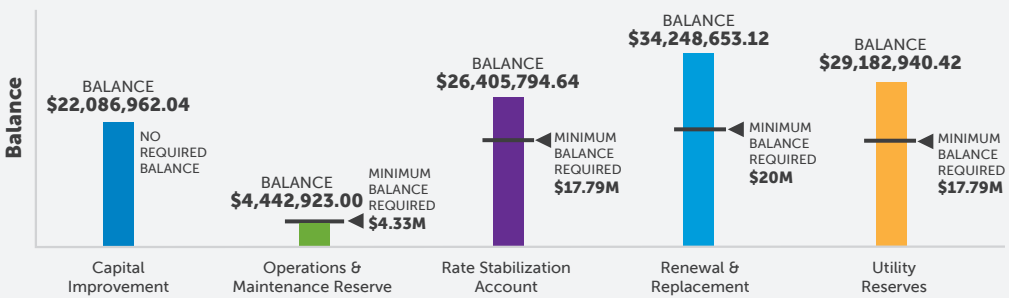 Balance
BALANCE
$22,086,962.04
NO
REQUIRED
BALANCE
Capital
Improvement
BALANCE
$4,442,923.00
MINIMUM
BALANCE
REQUIRED
$4.33M
Operations &
Maintenance Reserve
BALANCE
$26,405,794.64
MINIMUM
BALANCE
REQUIRED
$17.79M
Rate Stabilization
Account
BALANCE
$34,248,653.12
MINIMUM
BALANCE
REQUIRED
$20M
Renewal &
Replacement
BALANCE
$29,182,940.42
MINIMUM
BALANCE
REQUIRED
$17.79M
Utility
Reserves